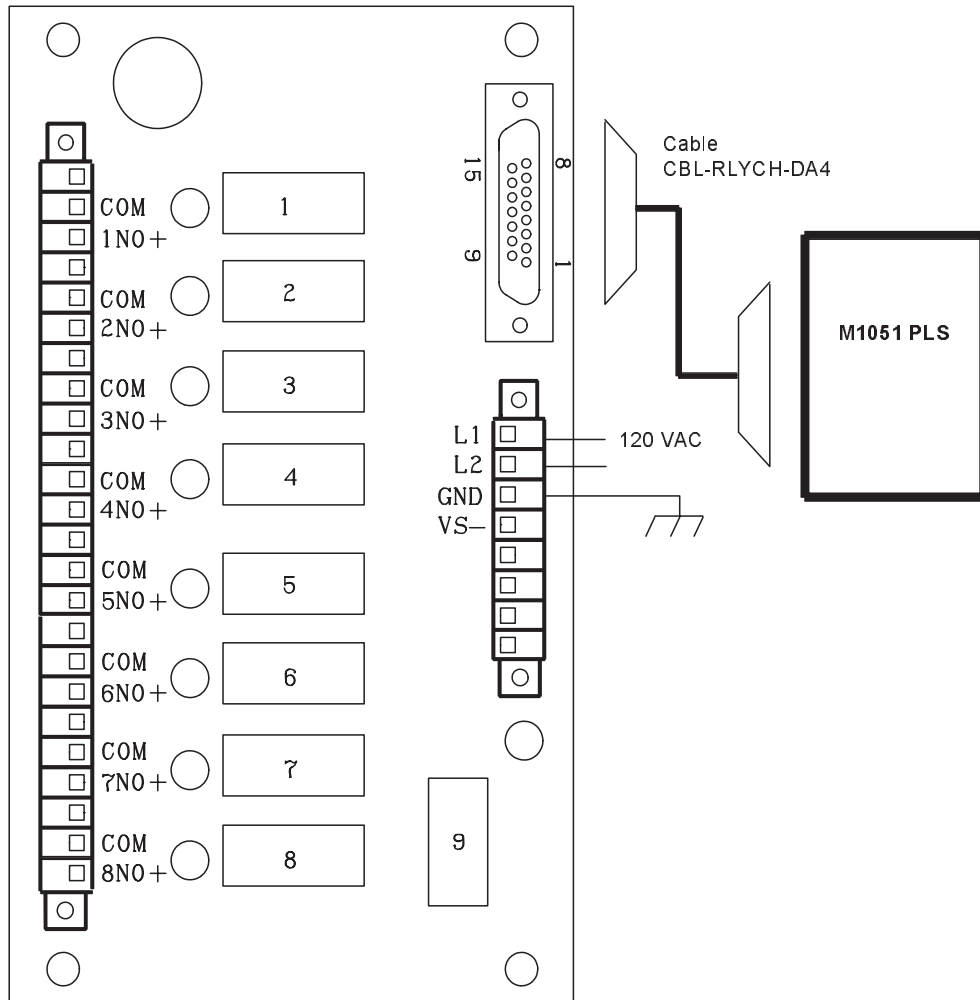 COM
1NO+
1
COM
2NO+
2
COM
3NO+
3
COM
4NO+
4
COM
5NO+
5
COM
6NO+
6
COM
7NO+
7
COM
8NO+
8
15
8
9
1
Cable
CBL-RLYCH-DA4
M1051 PLS
L1
120 VAC
L2
GND
VS-
9